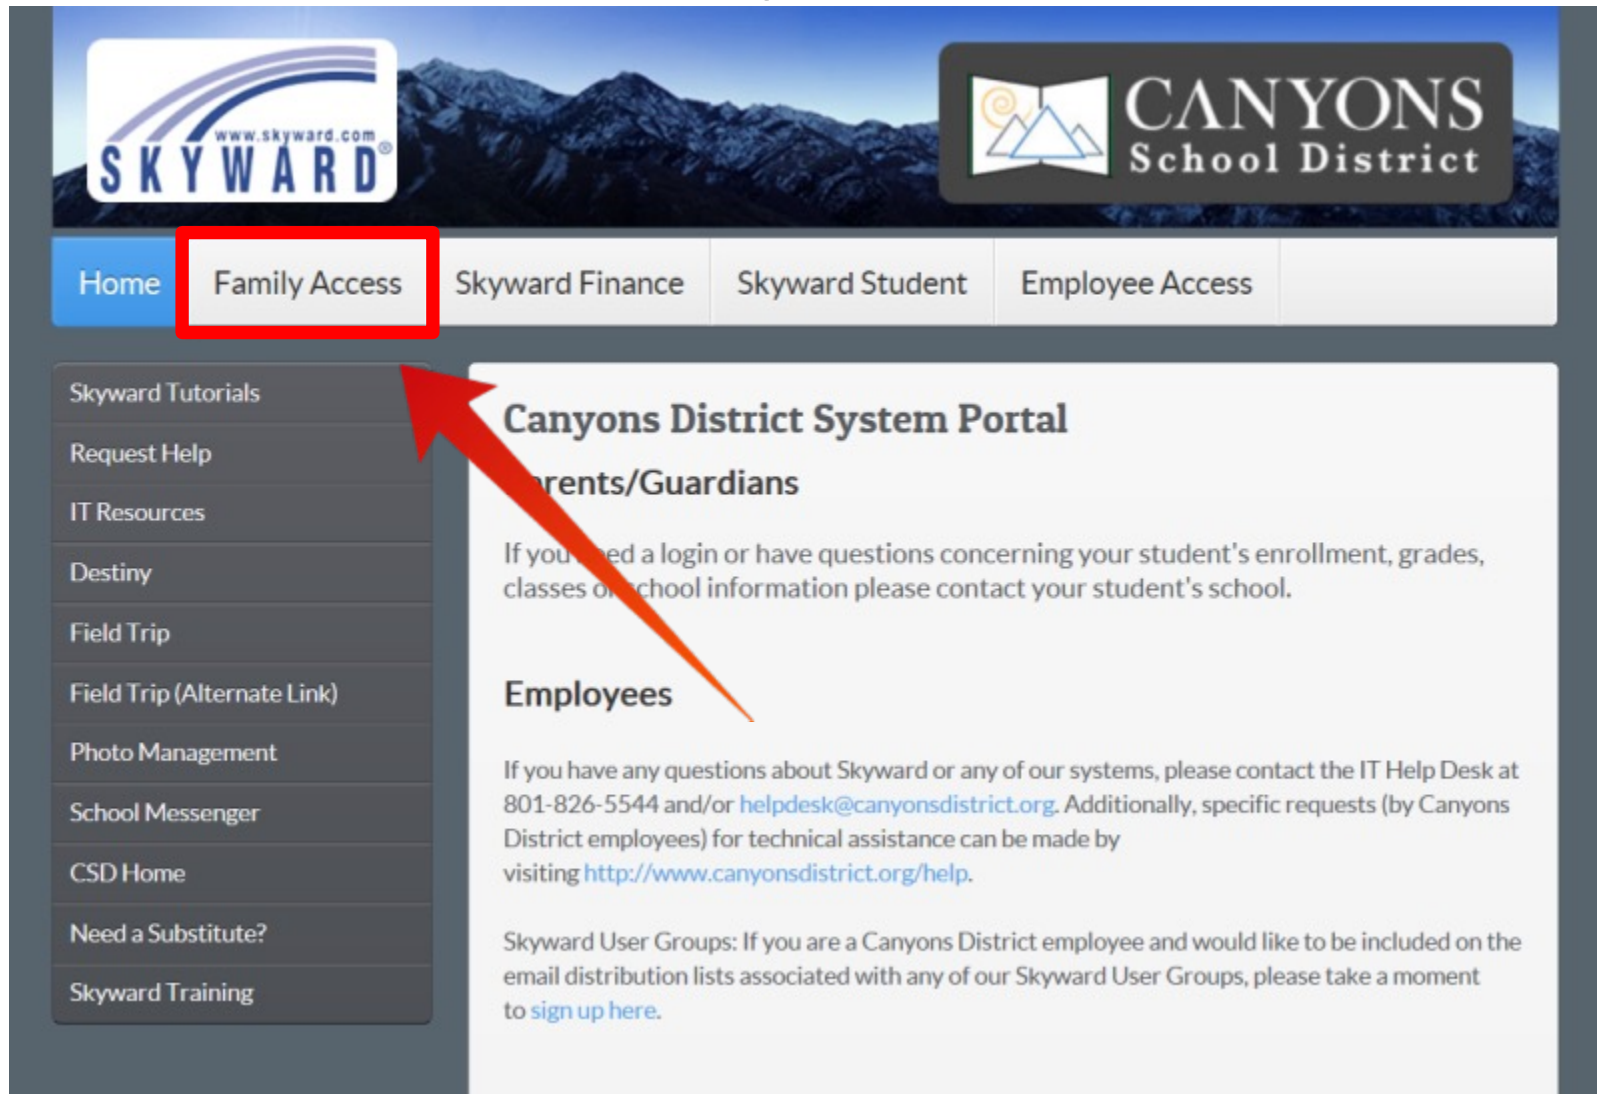 www.skyward.com
SKYWARD®
CANYONS
School District
Home
Family Access
Skyward Finance
Skyward Student
Employee Access
Skyward Tutorials
Request Help
IT Resources
Destiny
Field Trip
Field Trip (Alternate Link)
Photo Management
School Messenger
CSD Home
Need a Substitute?
Skyward Training
Canyons District System Portal
Parents/Guardians
If you need a login or have questions concerning your student's enrollment, grades,
classes or school information please contact your student's school.
Employees
If you have any questions about Skyward or any of our systems, please contact the IT Help Desk at
801-826-5544 and/or helpdesk@canyonsdistrict.org. Additionally, specific requests (by Canyons
District employees) for technical assistance can be made by
visiting http://www.canyonsdistrict.org/help.
Skyward User Groups: If you are a Canyons District employee and would like to be included on the
email distribution lists associated with any of our Skyward User Groups, please take a moment
to sign up here.